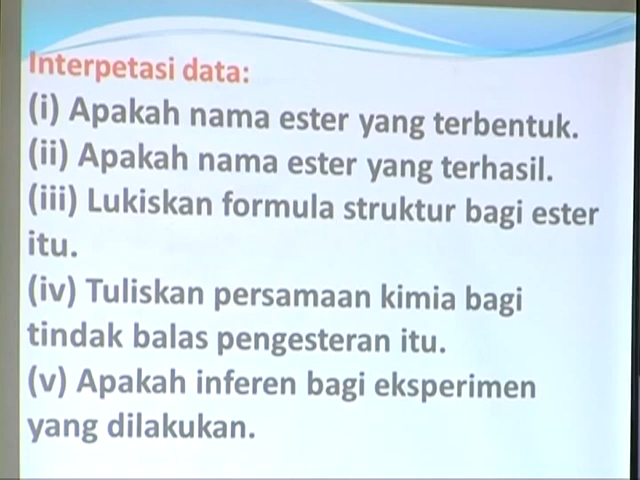 Interpetasi data:
(i) Apakah nama ester yang terbentuk.
(ii) Apakah nama ester yang terhasil.
(iii) Lukiskan formula struktur bagi ester
itu.
(iv) Tuliskan persamaan kimia bagi
tindak balas pengesteran itu.
(v) Apakah inferen bagi eksperimen
yang dilakukan.